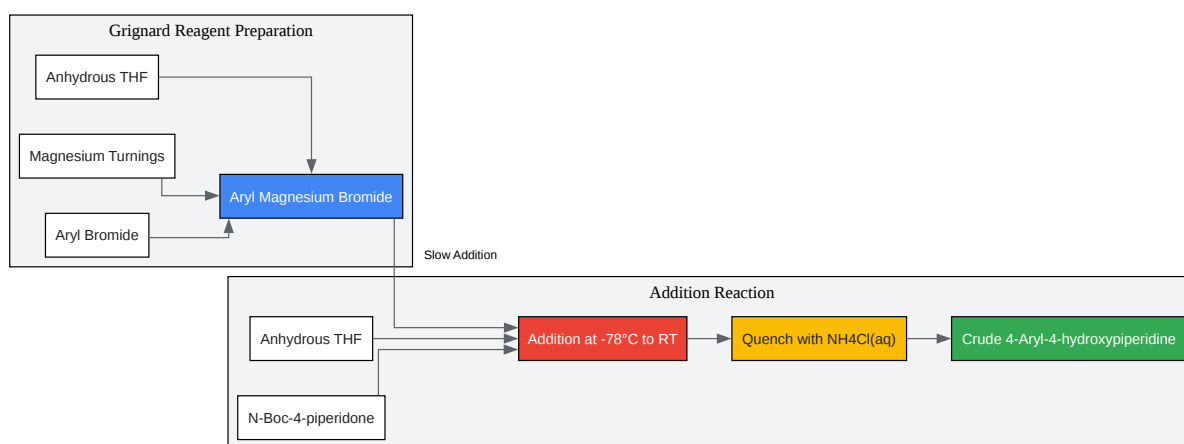 Grignard Reagent Preparation
Anhydrous THF
Magnesium Turnings
Aryl Magnesium Bromide
Aryl Bromide
Slow Addition
Addition Reaction
Anhydrous THF
Addition at -78°C to RT
Quench with NH4Cl(aq)
Crude 4-Aryl-4-hydroxypiperidine
N-Boc-4-piperidone